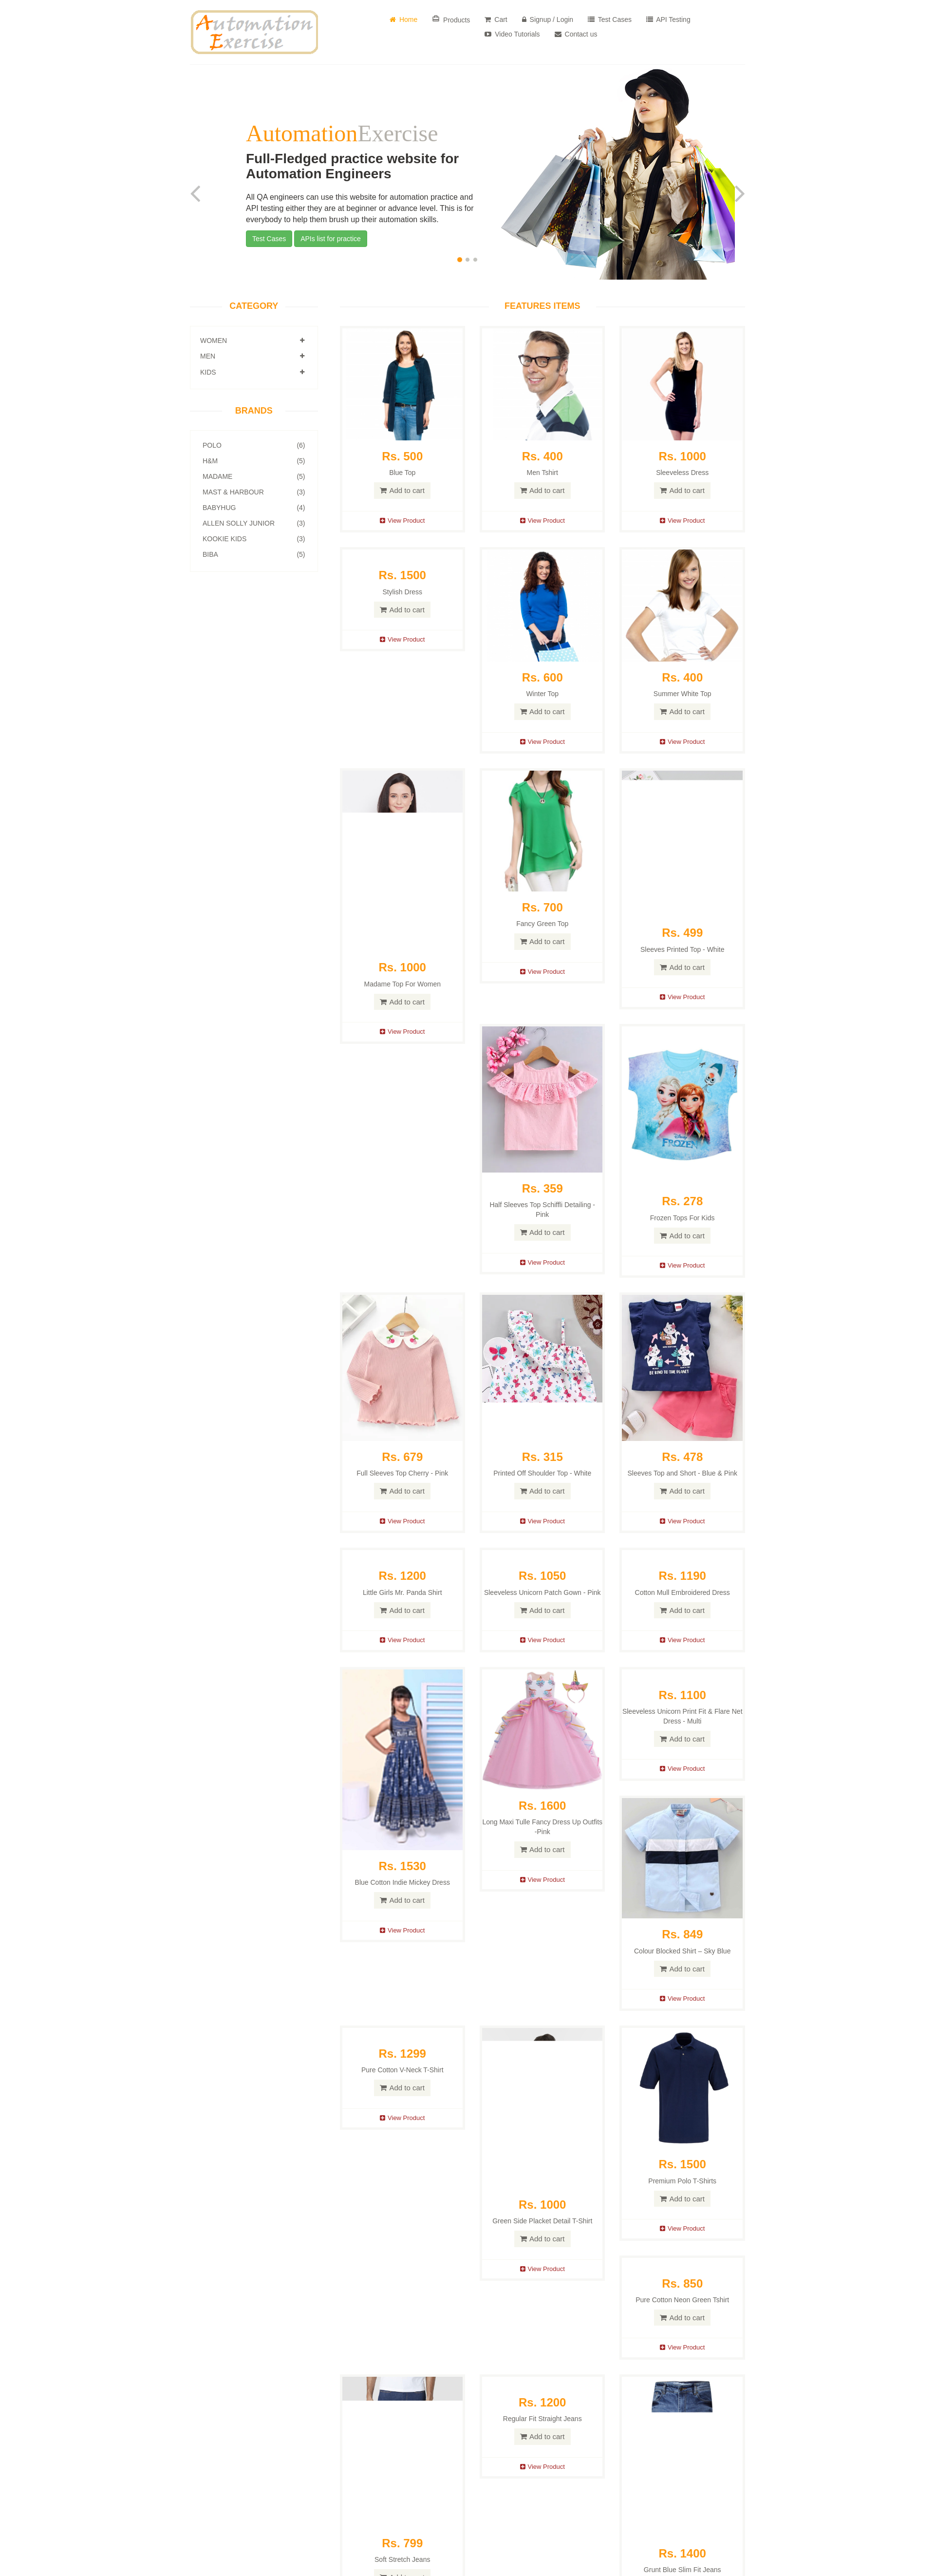 Automation
Exercise
Home
Products
Cart
Signup / Login
Test Cases
API Testing
Video Tutorials
Contact us
AutomationExercise
Full-Fledged practice website for
Automation Engineers
All QA engineers can use this website for automation practice and
API testing either they are at beginner or advance level. This is for
everybody to help them brush up their automation skills.
Test Cases
APIs list for practice
CATEGORY
WOMEN
MEN
KIDS
BRANDS
POLO (6)
H&M (5)
MADAME (5)
MAST & HARBOUR (3)
BABYHUG (4)
ALLEN SOLLY JUNIOR (3)
KOOKIE KIDS (3)
BIBA (5)
FEATURES ITEMS
Rs. 500
Blue Top
Add to cart
View Product
Rs. 400
Men Tshirt
Add to cart
View Product
Rs. 1000
Sleeveless Dress
Add to cart
View Product
Rs. 1500
Stylish Dress
Add to cart
View Product
Rs. 600
Winter Top
Add to cart
View Product
Rs. 400
Summer White Top
Add to cart
View Product
Rs. 1000
Madame Top For Women
Add to cart
View Product
Rs. 700
Fancy Green Top
Add to cart
View Product
Rs. 499
Sleeves Printed Top - White
Add to cart
View Product
Rs. 359
Half Sleeves Top Schiffli Detailing -
Pink
Add to cart
View Product
FROZEN
Rs. 278
Frozen Tops For Kids
Add to cart
View Product
Rs. 679
Full Sleeves Top Cherry - Pink
Add to cart
View Product
Rs. 315
Printed Off Shoulder Top - White
Add to cart
View Product
BE KIND TO THE PLANET
Rs. 478
Sleeves Top and Short - Blue & Pink
Add to cart
View Product
Rs. 1200
Little Girls Mr. Panda Shirt
Add to cart
View Product
Rs. 1050
Sleeveless Unicorn Patch Gown - Pink
Add to cart
View Product
Rs. 1190
Cotton Mull Embroidered Dress
Add to cart
View Product
Rs. 1530
Blue Cotton Indie Mickey Dress
Add to cart
View Product
Rs. 1600
Long Maxi Tulle Fancy Dress Up Outfits
-Pink
Add to cart
View Product
Rs. 1100
Sleeveless Unicorn Print Fit & Flare Net
Dress - Multi
Add to cart
View Product
Rs. 849
Colour Blocked Shirt – Sky Blue
Add to cart
View Product
Rs. 1299
Pure Cotton V-Neck T-Shirt
Add to cart
View Product
Rs. 1000
Green Side Placket Detail T-Shirt
Add to cart
View Product
Rs. 1500
Premium Polo T-Shirts
Add to cart
View Product
Rs. 850
Pure Cotton Neon Green Tshirt
Add to cart
View Product
Rs. 799
Soft Stretch Jeans
Rs. 1200
Regular Fit Straight Jeans
Add to cart
View Product
Rs. 1400
Grunt Blue Slim Fit Jeans